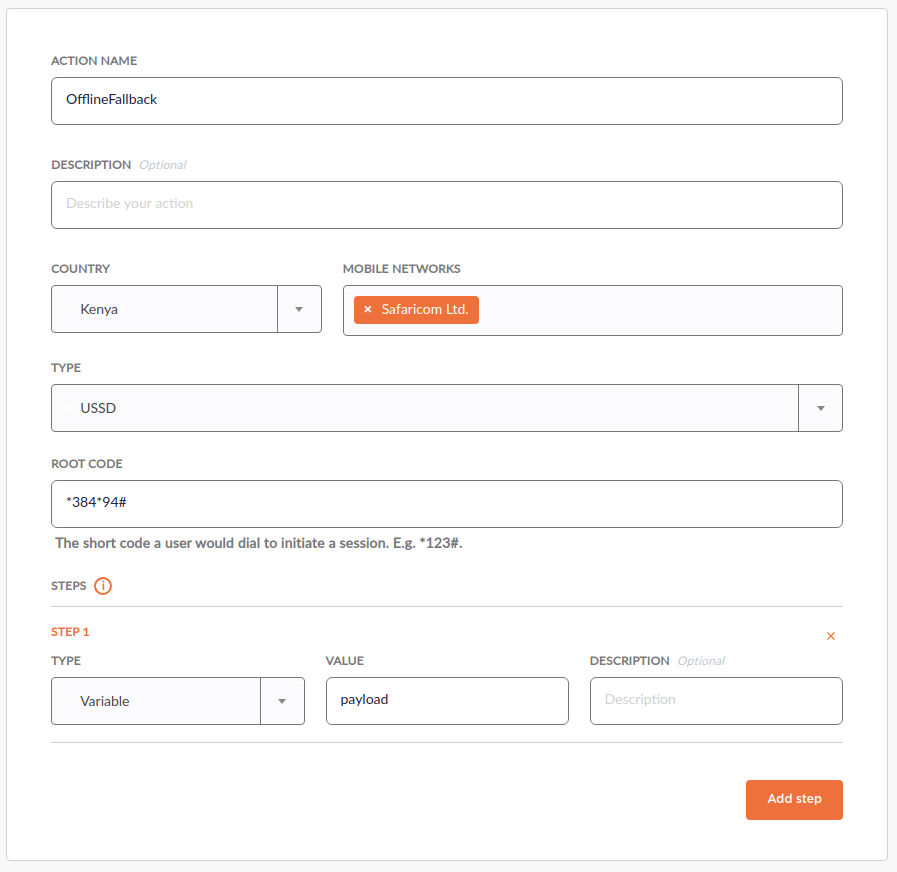 ACTION NAME
OfflineFallback
DESCRIPTION Optional
Describe your action
COUNTRY MOBILE NETWORKS
Kenya × Safaricom Ltd.
TYPE
USSD
ROOT CODE
*384*94#
The short code a user would dial to initiate a session. E.g. *123#.
STEPS i
STEP 1 ×
TYPE VALUE DESCRIPTION Optional
Variable payload Description
Add step